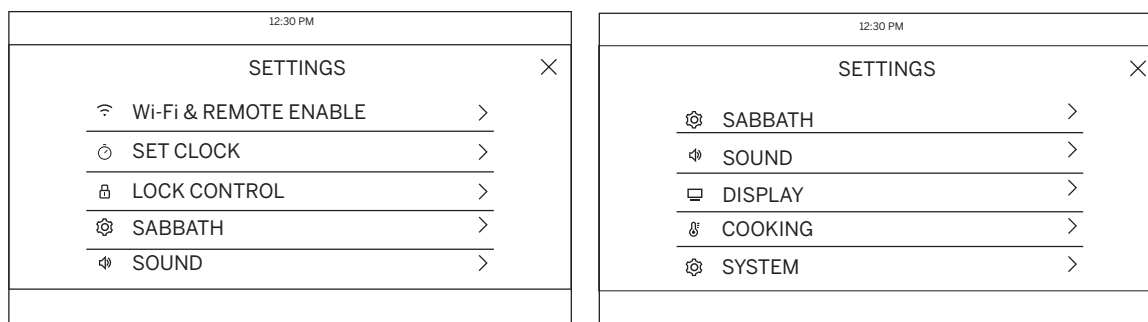 12:30 PM
SETTINGS
Wi-Fi & REMOTE ENABLE
SET CLOCK
LOCK CONTROL
SABBATH
SOUND
12:30 PM
SETTINGS
SABBATH
SOUND
DISPLAY
COOKING
SYSTEM